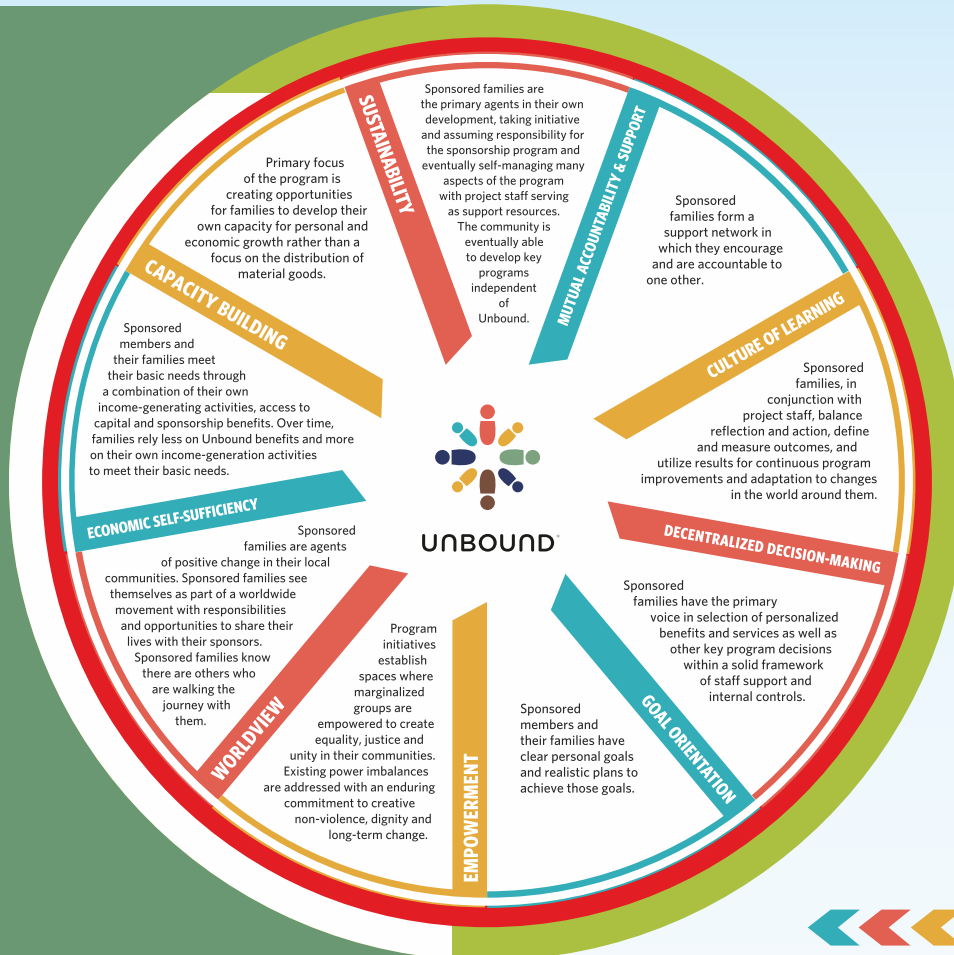 SUSTAINABILITY
Sponsored families are
the primary agents in their own
development, taking initiative
and assuming responsibility for
the sponsorship program and
eventually self-managing many
aspects of the program
with project staff serving
as support resources.
The community is
eventually able
to develop key
programs
independent
of
Unbound.
MUTUAL ACCOUNTABILITY & SUPPORT
Sponsored
families form a
support network in
which they encourage
and are accountable to
one other.
CULTURE OF LEARNING
Sponsored
families, in
conjunction with
project staff, balance
reflection and action, define
and measure outcomes, and
utilize results for continuous program
improvements and adaptation to changes
in the world around them.
DECENTRALIZED DECISION-MAKING
Sponsored
families have the primary
voice in selection of personalized
benefits and services as well as
other key program decisions
within a solid framework
of staff support and
internal controls.
GOAL ORIENTATION
Sponsored
members and
their families have
clear personal goals
and realistic plans to
achieve those goals.
EMPOWERMENT
Program
initiatives
establish
spaces where
marginalized
groups are
empowered to create
equality, justice and
unity in their communities.
Existing power imbalances
are addressed with an enduring
commitment to creative
non-violence, dignity and
long-term change.
WORLDVIEW
Sponsored
families are agents
of positive change in their local
communities. Sponsored families see
themselves as part of a worldwide
movement with responsibilities
and opportunities to share their
lives with their sponsors.
Sponsored families know
there are others who
are walking the
journey with
them.
ECONOMIC SELF-SUFFICIENCY
Sponsored
members and
their families meet
their basic needs through
a combination of their own
income-generating activities, access to
capital and sponsorship benefits. Over time,
families rely less on Unbound benefits and more
on their own income-generation activities
to meet their basic needs.
CAPACITY BUILDING
Primary focus
of the program is
creating opportunities
for families to develop their
own capacity for personal and
economic growth rather than a
focus on the distribution of
material goods.
UNBOUND